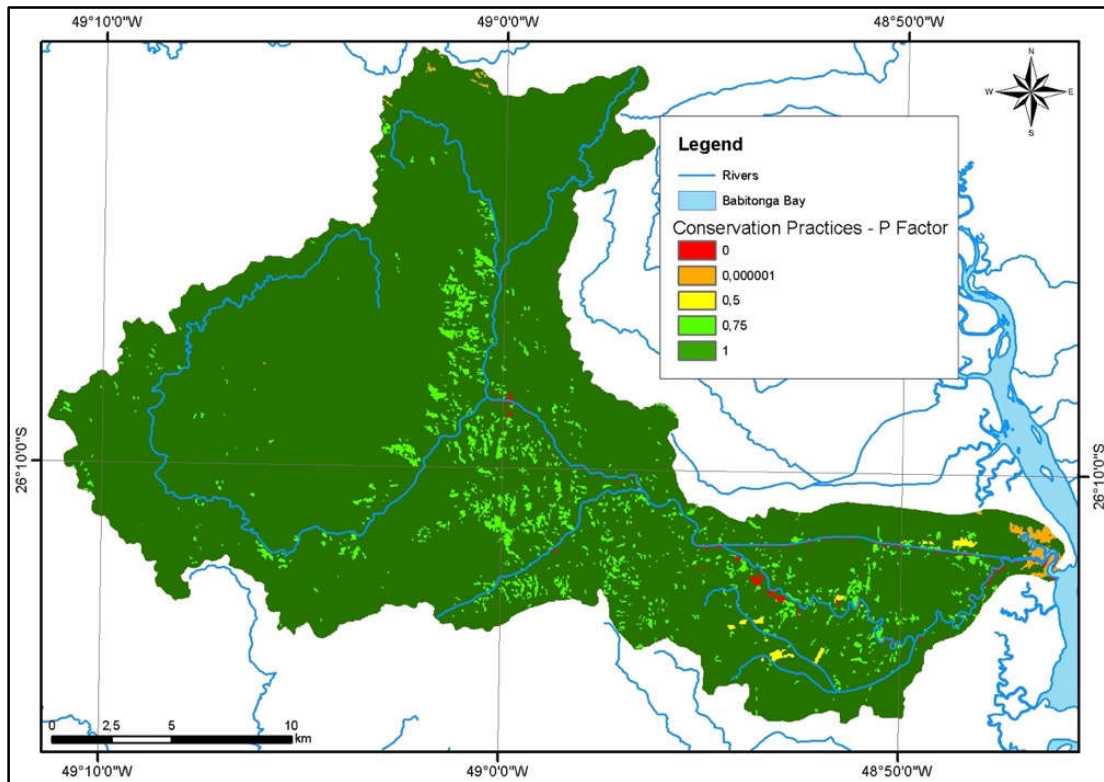 49°10'0"W 49°0'0"W 48°50'0"W
N
W E
S
Legend
Rivers
Babitonga Bay
Conservation Practices - P Factor
0
0,000001
0,5
0,75
1
26°10'0"S 26°10'0"S
0 2,5 5 10
km
49°10'0"W 49°0'0"W 48°50'0"W